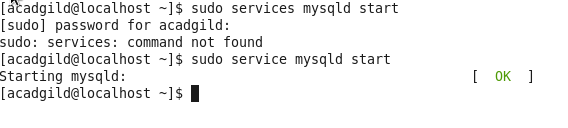 [acadgild@localhost ~]$ sudo services mysqld start
[sudo] password for acadgild:
sudo: services: command not found
[acadgild@localhost ~]$ sudo service mysqld start
Starting mysqld:                                           [  OK  ]
[acadgild@localhost ~]$